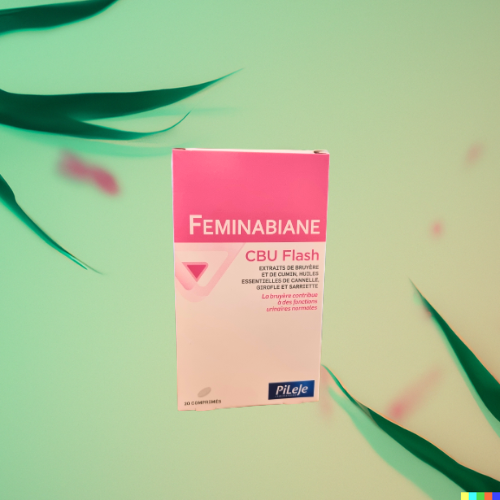 FEMINABIANE
CBU Flash
EXTRAITS DE BRUYÈRE
ET DE CUMIN, HUILES
ESSENTIELLES DE CANNELLE,
GIROFLE ET SARRIETTE
La bruyère contribue
à des fonctions
urinaires normales
PiLeJe
20 COMPRIMÉS